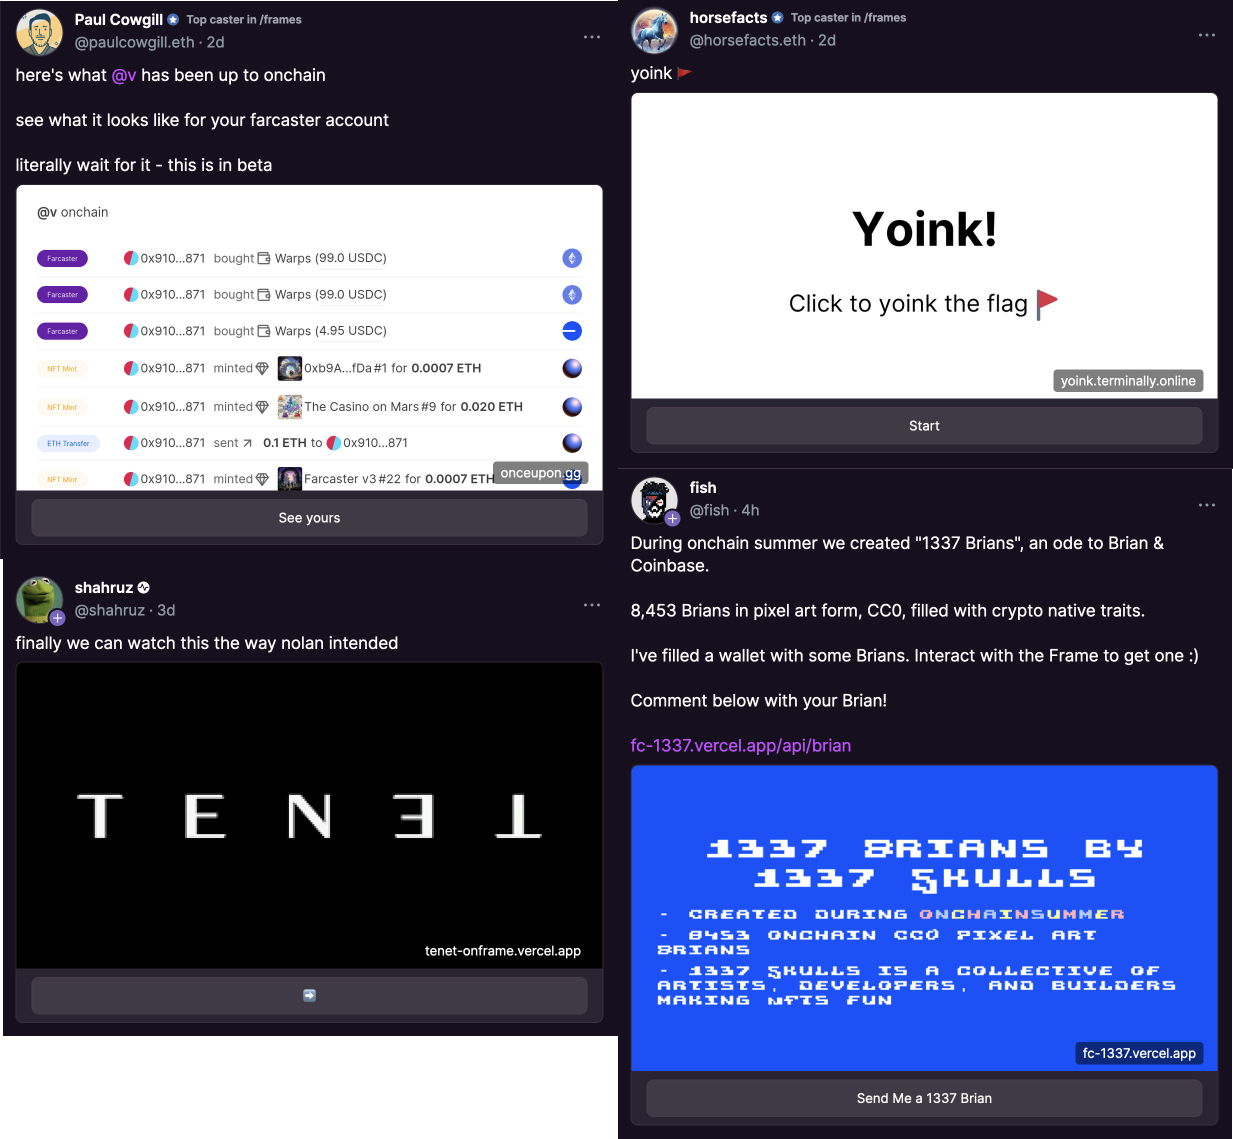 Paul Cowgill Top caster in /frames
@paulcowgill.eth · 2d
here's what @v has been up to onchain
see what it looks like for your farcaster account
literally wait for it - this is in beta
@v onchain
Farcaster 0x910...871 bought Warps (99.0 USDC)
Farcaster 0x910...871 bought Warps (99.0 USDC)
Farcaster 0x910...871 bought Warps (4.95 USDC)
NFT Mint 0x910...871 minted 0xb9A...fDa #1 for 0.0007 ETH
NFT Mint 0x910...871 minted The Casino on Mars #9 for 0.020 ETH
ETH Transfer 0x910...871 sent ↗ 0.1 ETH to 0x910...871
NFT Mint 0x910...871 minted Farcaster v3 #22 for 0.0007 ETH
onceupon.gg
See yours
shahruz
@shahruz · 3d
finally we can watch this the way nolan intended
T E N E T
tenet-onframe.vercel.app
horsefacts Top caster in /frames
@horsefacts.eth · 2d
yoink 🚩
Yoink!
Click to yoink the flag 🚩
yoink.terminally.online
Start
fish
@fish · 4h
During onchain summer we created "1337 Brians", an ode to Brian &
Coinbase.
8,453 Brians in pixel art form, CC0, filled with crypto native traits.
I've filled a wallet with some Brians. Interact with the Frame to get one :)
Comment below with your Brian!
fc-1337.vercel.app/api/brian
1337 BRIANS BY
1337 SKULLS
- CREATED DURING ONCHAINSUMMER
- 8453 ONCHAIN CC0 PIXEL ART
BRIANS
- 1337 SKULLS IS A COLLECTIVE OF
ARTISTS, DEVELOPERS, AND BUILDERS
MAKING NFTS FUN
fc-1337.vercel.app
Send Me a 1337 Brian